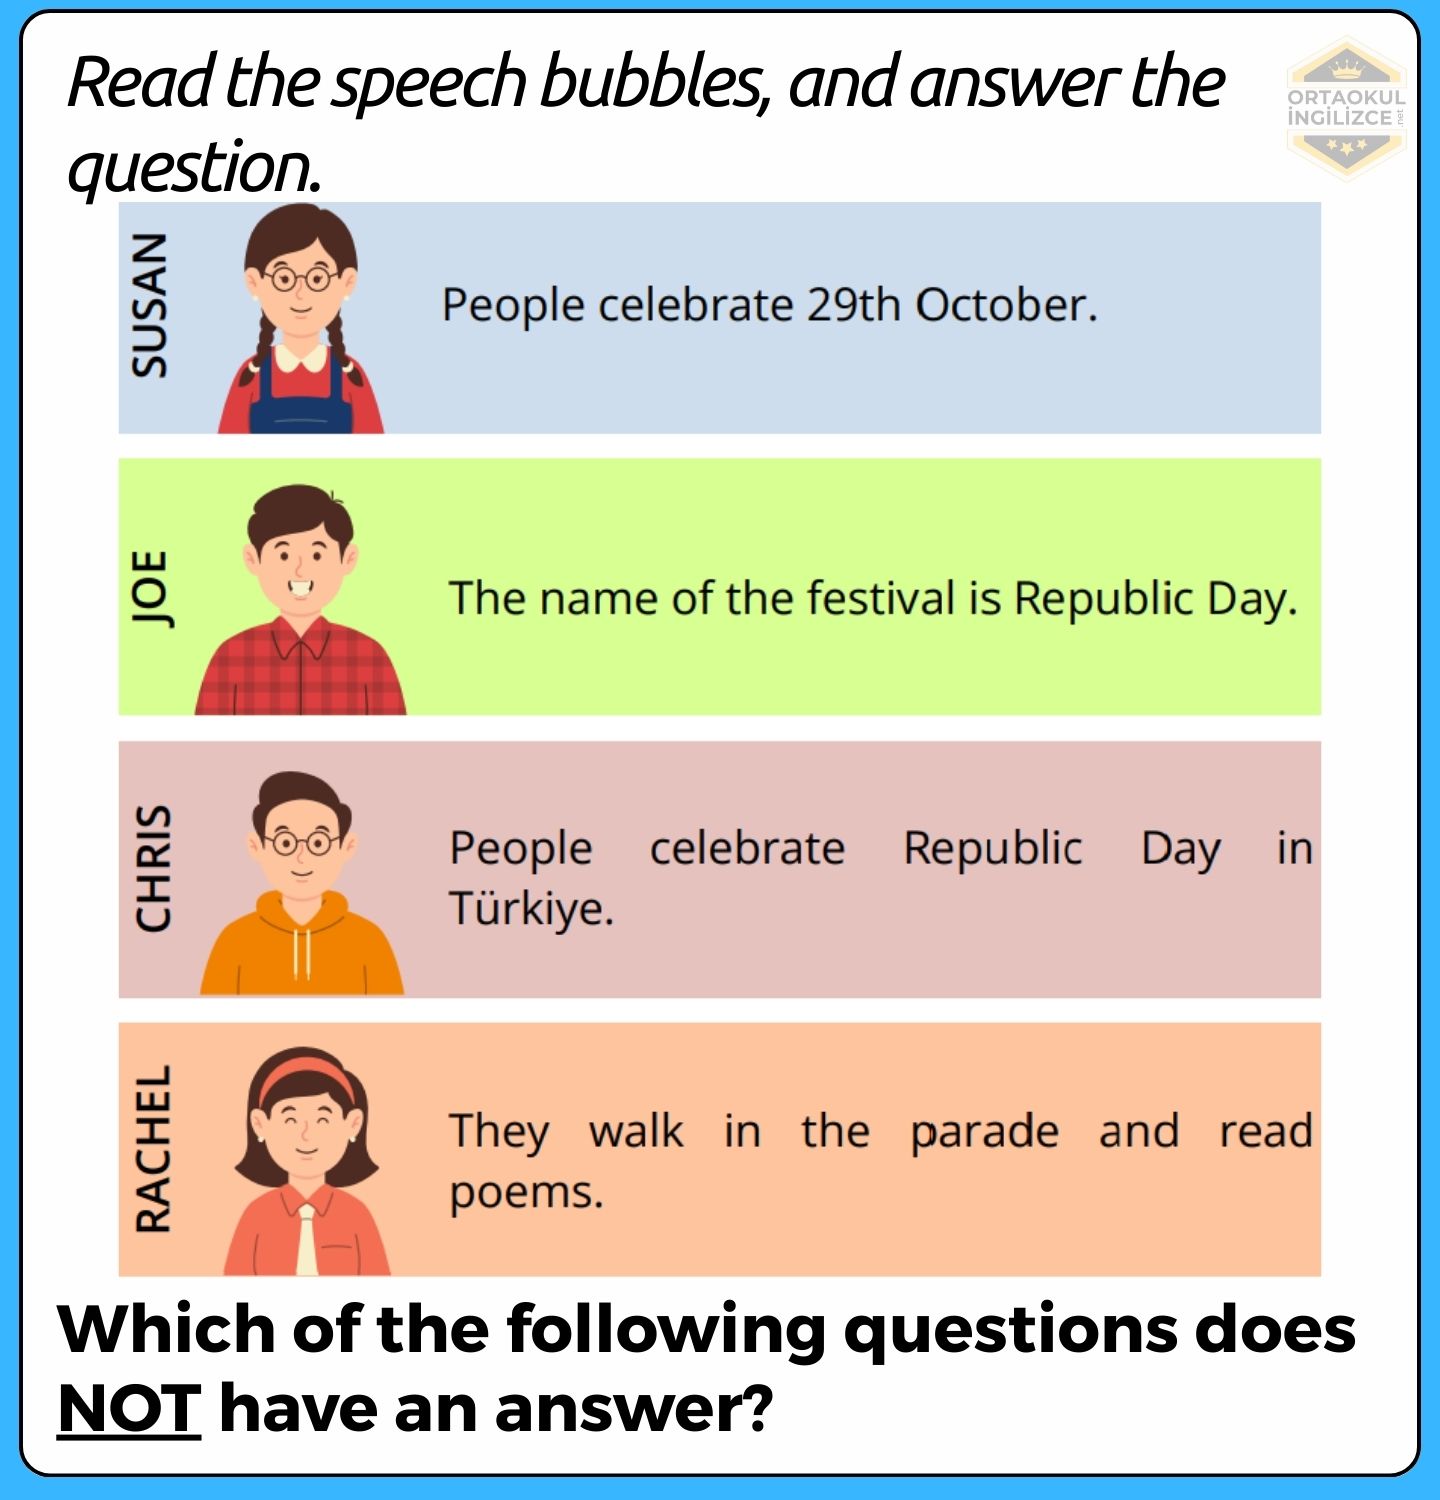 Read the speech bubbles, and answer the
question.
ORTAOKUL
İNGİLİZCE
.net
SUSAN
People celebrate 29th October.
JOE
The name of the festival is Republic Day.
CHRIS
People celebrate Republic Day in
Türkiye.
RACHEL
They walk in the parade and read
poems.
Which of the following questions does
NOT have an answer?